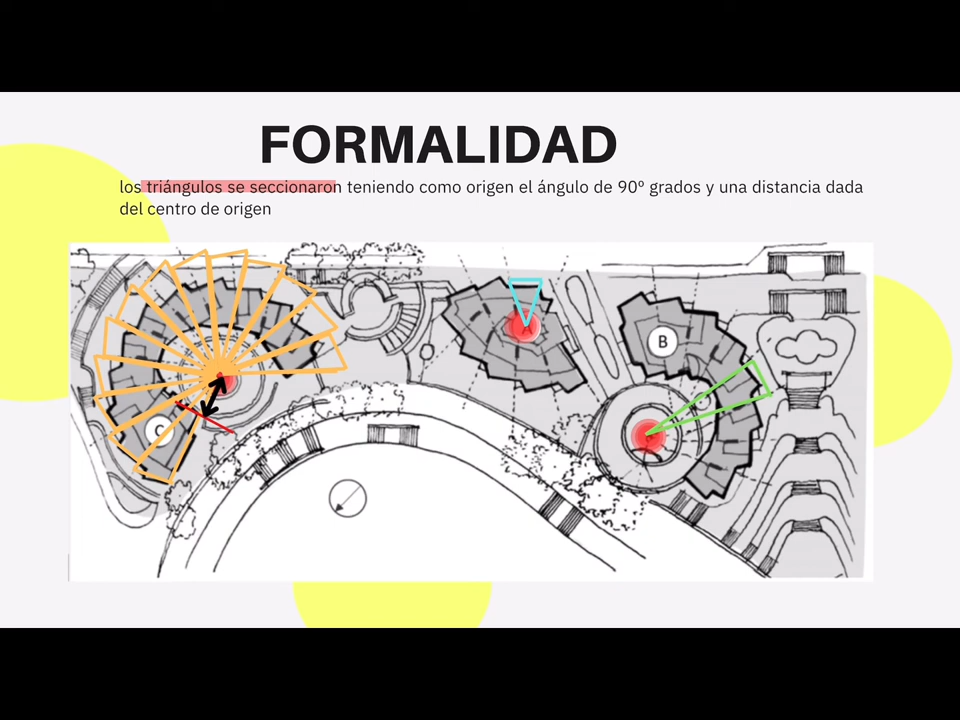 FORMALIDAD
los triángulos se seccionaron teniendo como origen el ángulo de 90º grados y una distancia dada
del centro de origen
B
C